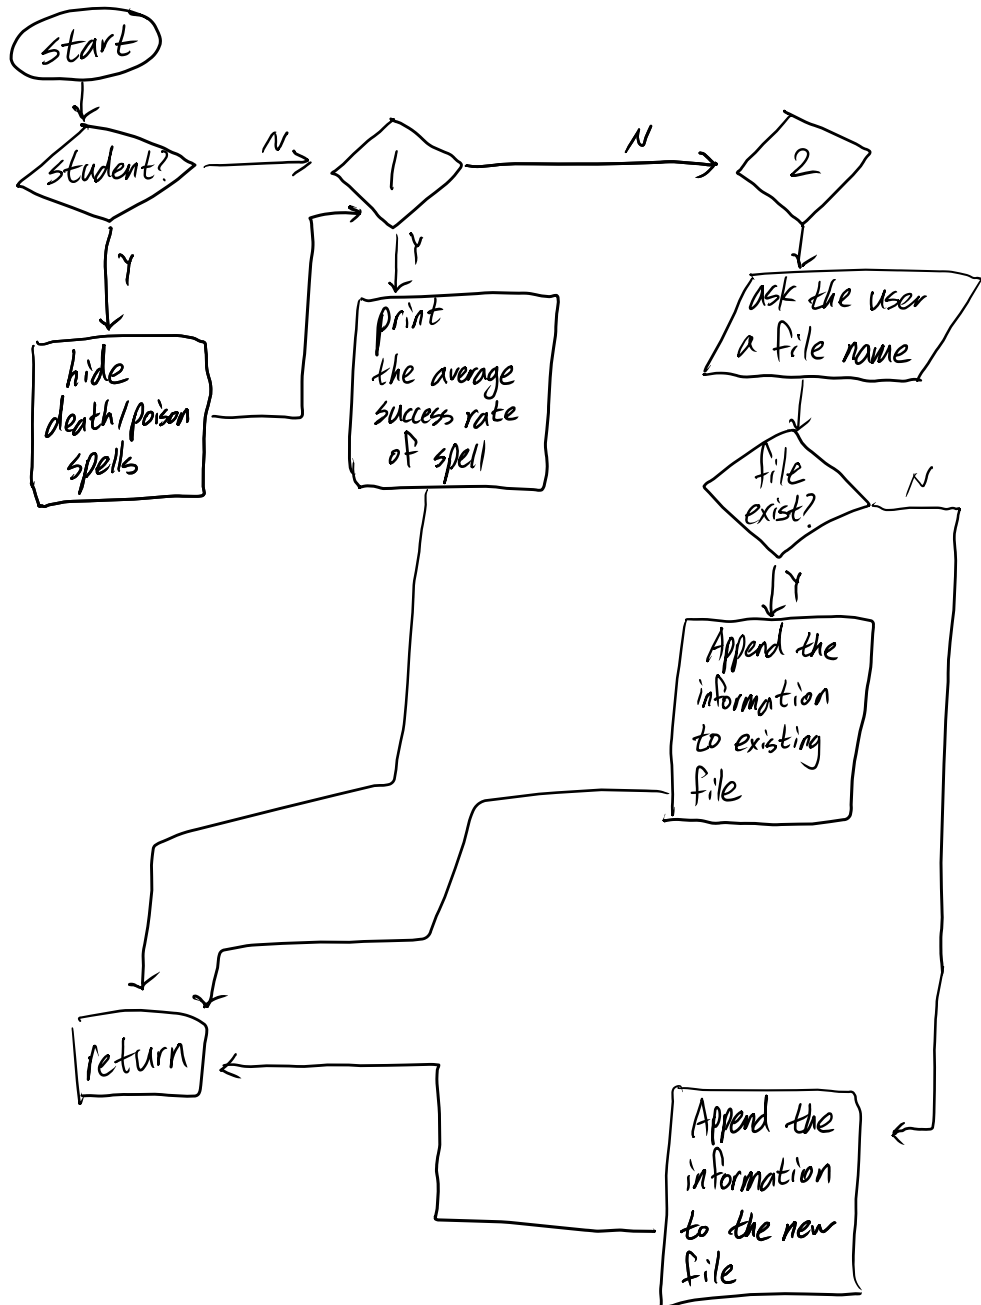 start
student?
N
1
N
2
Y
hide
death/poison
spells
Y
print
the average
success rate
of spell
ask the user
a file name
file
exist?
N
Y
Append the
information
to existing
file
return
Append the
information
to the new
file